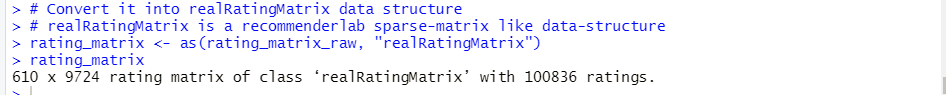 > # Convert it into realRatingMatrix data structure
> # realRatingMatrix is a recommenderlab sparse-matrix like data-structure
> rating_matrix <- as(rating_matrix_raw, "realRatingMatrix")
> rating_matrix
610 x 9724 rating matrix of class ‘realRatingMatrix’ with 100836 ratings.
>